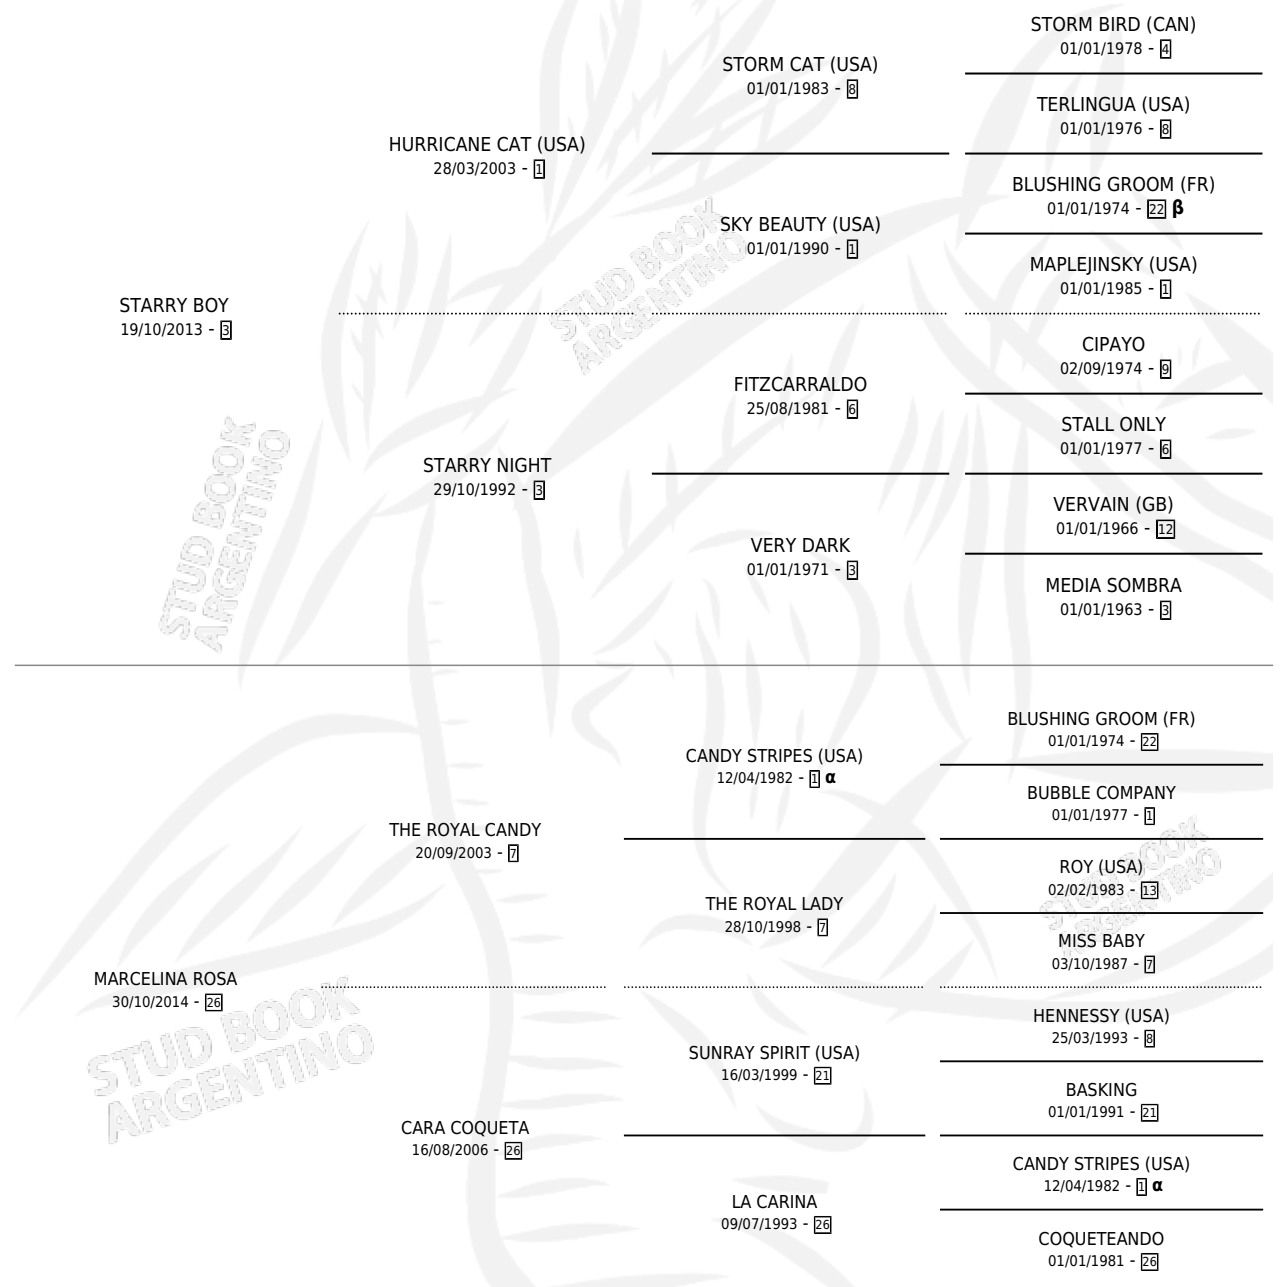 STARRY BOY
19/10/2013 - 3
HURRICANE CAT (USA)
28/03/2003 - 1
STORM CAT (USA)
01/01/1983 - 8
STORM BIRD (CAN)
01/01/1978 - 4
TERLINGUA (USA)
01/01/1976 - 8
SKY BEAUTY (USA)
01/01/1990 - 1
BLUSHING GROOM (FR)
01/01/1974 - 22 β
MAPLEJINSKY (USA)
01/01/1985 - 1
STARRY NIGHT
29/10/1992 - 3
FITZCARRALDO
25/08/1981 - 6
CIPAYO
02/09/1974 - 9
STALL ONLY
01/01/1977 - 6
VERY DARK
01/01/1971 - 3
VERVAIN (GB)
01/01/1966 - 12
MEDIA SOMBRA
01/01/1963 - 3
MARCELINA ROSA
30/10/2014 - 26
THE ROYAL CANDY
20/09/2003 - 7
CANDY STRIPES (USA)
12/04/1982 - 1 α
BLUSHING GROOM (FR)
01/01/1974 - 22
BUBBLE COMPANY
01/01/1977 - 1
THE ROYAL LADY
28/10/1998 - 7
ROY (USA)
02/02/1983 - 13
MISS BABY
03/10/1987 - 7
CARA COQUETA
16/08/2006 - 26
SUNRAY SPIRIT (USA)
16/03/1999 - 21
HENNESSY (USA)
25/03/1993 - 8
BASKING
01/01/1991 - 21
LA CARINA
09/07/1993 - 26
CANDY STRIPES (USA)
12/04/1982 - 1 α
COQUETEANDO
01/01/1981 - 26
STUD BOOK
ARGENTINO
STUD BOOK
ARGENTINO
STUD BOOK
ARGENTINO
STUD BOOK
ARGENTINO